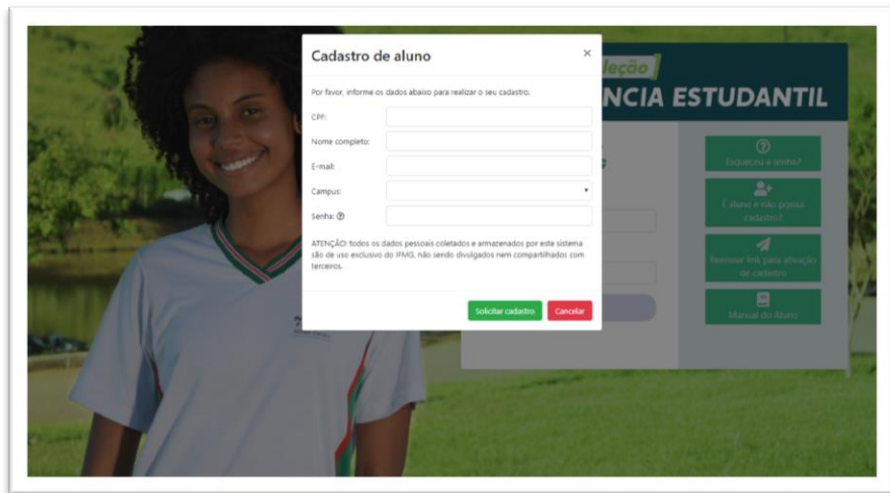 Cadastro de aluno
×
Por favor, informe os dados abaixo para realizar o seu cadastro.
CPF:
Nome completo:
E-mail:
Campus:
Senha:
ATENÇÃO: todos os dados pessoais coletados e armazenados por este sistema
são de uso exclusivo do IFMG, não sendo divulgados nem compartilhados com
terceiros.
Solicitar cadastro
Cancelar
leção
NCIA ESTUDANTIL
Esqueceu a senha?
É aluno e não possui
cadastro?
Reenviar link para ativação
de cadastro
Manual do Aluno